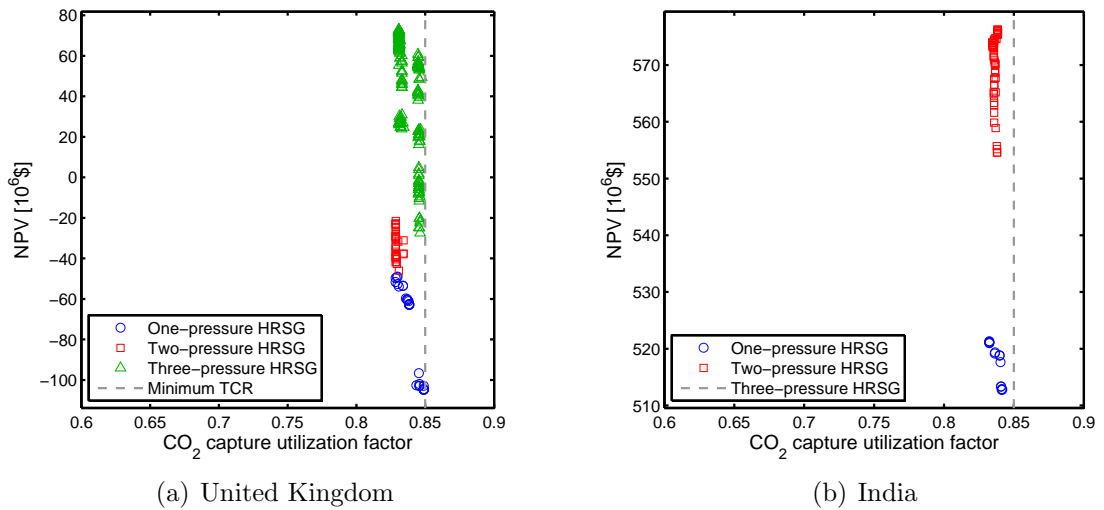 80
60
40
20
0
−20
−40
−60
−80
−100
NPV [10^6$]
One−pressure HRSG
Two−pressure HRSG
Three−pressure HRSG
Minimum TCR
0.6 0.65 0.7 0.75 0.8 0.85 0.9
CO2 capture utilization factor
(a) United Kingdom
570
560
550
540
530
520
510
NPV [10^6$]
One−pressure HRSG
Two−pressure HRSG
Three−pressure HRSG
0.6 0.65 0.7 0.75 0.8 0.85 0.9
CO2 capture utilization factor
(b) India